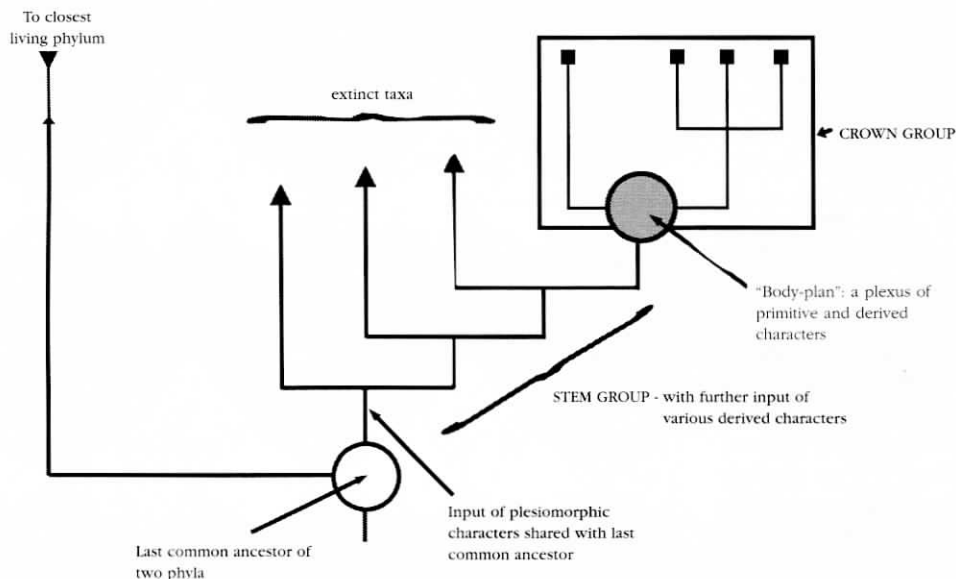 To closest
living phylum
extinct taxa
CROWN GROUP
"Body-plan": a plexus of
primitive and derived
characters
STEM GROUP - with further input of
various derived characters
Input of plesiomorphic
characters shared with last
common ancestor
Last common ancestor of
two phyla